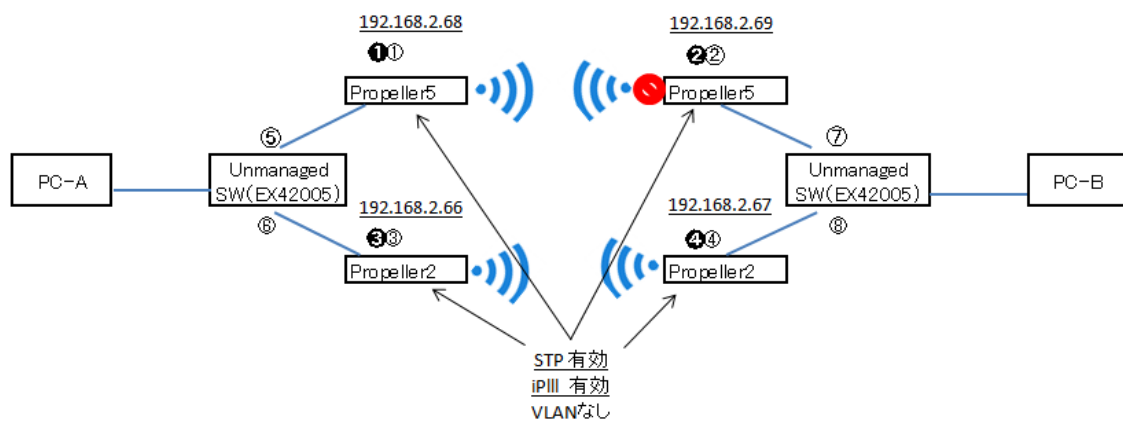 192.168.2.68
192.168.2.69
❶①
❷②
Propeller5
Propeller5
⑤
⑦
PC-A
Unmanaged
SW(EX42005)
Unmanaged
SW(EX42005)
PC-B
192.168.2.66
192.168.2.67
⑥
⑧
❸③
❹④
Propeller2
Propeller2
STP 有効
iPⅢ 有効
VLANなし